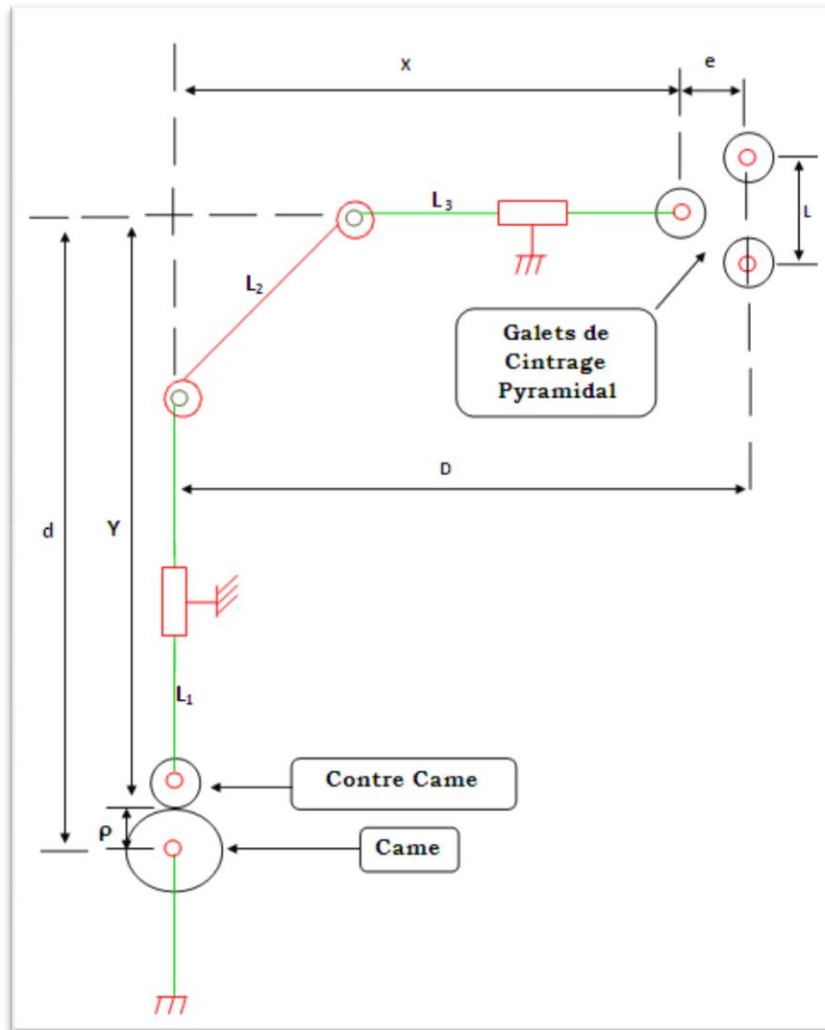 X
e
L₃
L
L₂
Galets de
Cintrage
Pyramidal
D
d
Y
L₁
Contre Came
ρ
Came